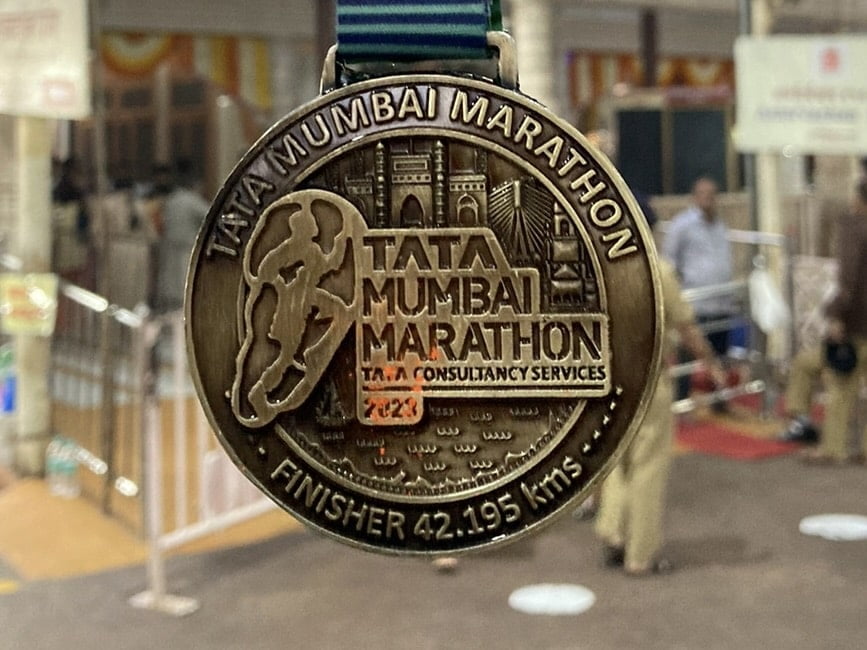 TATA MUMBAI MARATHON
TATA
MUMBAI
MARATHON
TATA CONSULTANCY SERVICES
2023
FINISHER 42.195 kms